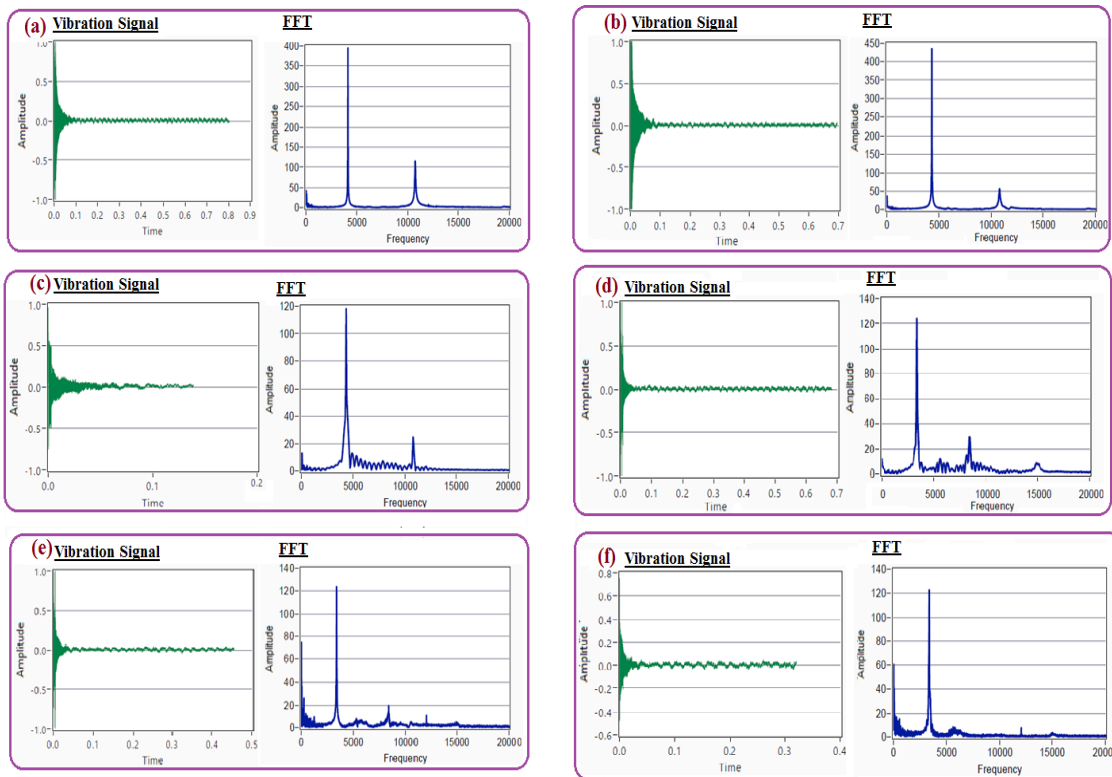 (a) Vibration Signal
FFT
Amplitude
1.0
0.5
0.0
-0.5
-1.0
0.0 0.1 0.2 0.3 0.4 0.5 0.6 0.7 0.8 0.9
Time
Amplitude
400
350
300
250
200
150
100
50
0
0 5000 10000 15000 20000
Frequency
(b) Vibration Signal
FFT
Amplitude
1.0
0.5
0.0
-0.5
-1.0
0.0 0.1 0.2 0.3 0.4 0.5 0.6 0.7
Time
Amplitude
450
400
350
300
250
200
150
100
50
0
0 5000 10000 15000 20000
Frequency
(c) Vibration Signal
FFT
Amplitude
1.0
0.5
0.0
-0.5
-1.0
0.0 0.1 0.2
Time
Amplitude
120
100
80
60
40
20
0
0 5000 10000 15000 20000
Frequency
(d) Vibration Signal
FFT
Amplitude
1.0
0.5
0.0
-0.5
-1.0
0.0 0.1 0.2 0.3 0.4 0.5 0.6 0.7
Time
Amplitude
140
120
100
80
60
40
20
0
0 5000 10000 15000 20000
Frequency
(e) Vibration Signal
FFT
Amplitude
1.0
0.5
0.0
-0.5
-1.0
0.0 0.1 0.2 0.3 0.4 0.5
Time
Amplitude
140
120
100
80
60
40
20
0
0 5000 10000 15000 20000
Frequency
(f) Vibration Signal
FFT
Amplitude
0.8
0.6
0.4
0.2
0.0
-0.2
-0.4
-0.6
0.0 0.1 0.2 0.3 0.4
Time
Amplitude
140
120
100
80
60
40
20
0
0 5000 10000 15000 20000
Frequency